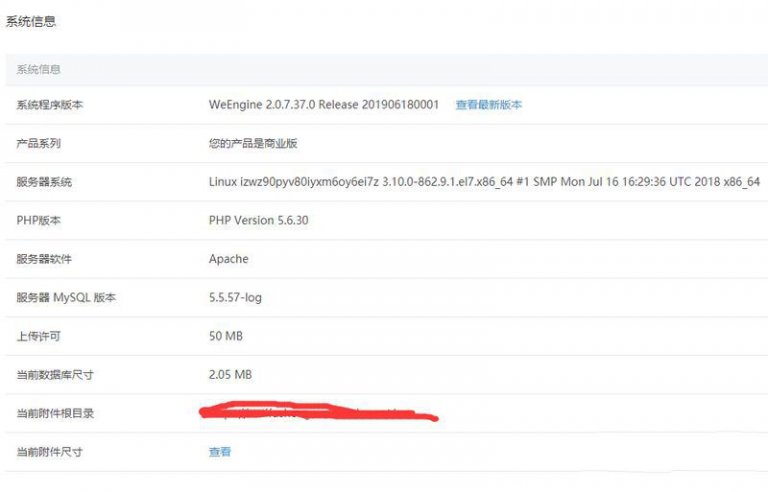 系统信息
系统信息
系统程序版本 WeEngine 2.0.7.37.0 Release 201906180001 查看最新版本
产品系列 您的产品是商业版
服务器系统 Linux izwz90pyv80iyxm6oy6ei7z 3.10.0-862.9.1.el7.x86_64 #1 SMP Mon Jul 16 16:29:36 UTC 2018 x86_64
PHP版本 PHP Version 5.6.30
服务器软件 Apache
服务器 MySQL 版本 5.5.57-log
上传许可 50 MB
当前数据库尺寸 2.05 MB
当前附件根目录
当前附件尺寸 查看